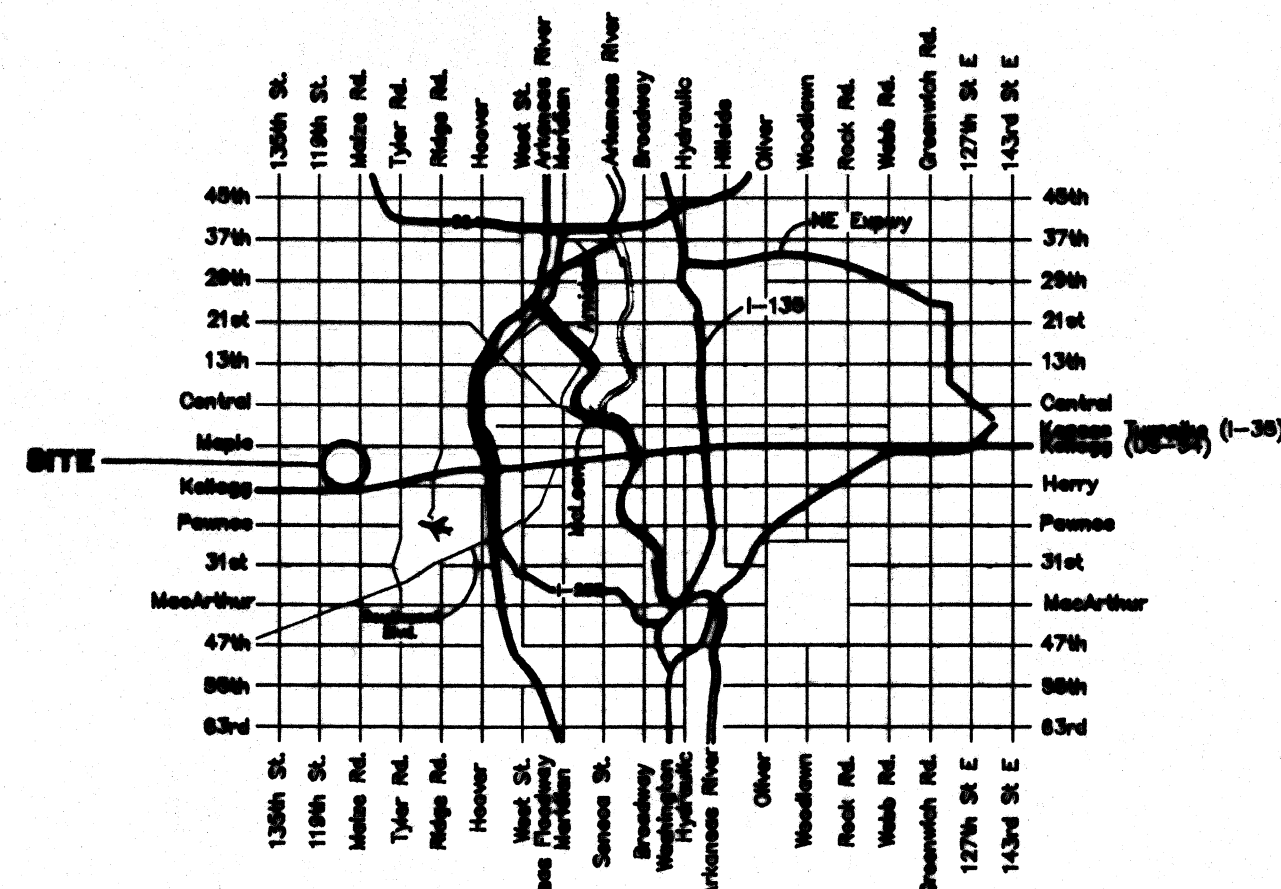 135th St.
119th St.
Maize Rd.
Tyler Rd.
Ridge Rd.
Hoover
West St.
Arkansas River
Meridian
Arkansas River
Broadway
Hydraulic
Hillside
Oliver
Woodlawn
Rock Rd.
Webb Rd.
Greenwich Rd.
127th St E
143rd St E
45th
45th
NE Expwy
37th
37th
29th
29th
Amidon
I-135
21st
21st
13th
13th
Central
Central
Kansas Turnpike (I-35)
Maple
Kellogg (US-54)
SITE
Kellogg
Harry
McLean
Pawnee
Pawnee
31st
31st
MacArthur
MacArthur
47th
47th
55th
55th
63rd
63rd
135th St.
119th St.
Maize Rd.
Tyler Rd.
Ridge Rd.
Hoover
West St.
Floodway
Meridian
Seneca St.
Broadway
Washington
Hydraulic
Arkansas River
Oliver
Woodlawn
Rock Rd.
Webb Rd.
Greenwich Rd.
127th St E
143rd St E